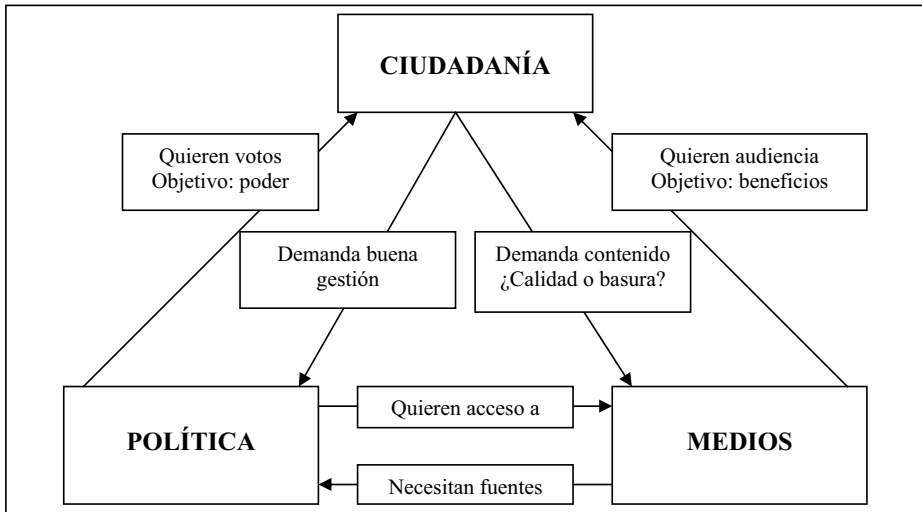 CIUDADANÍA
Quieren votos
Objetivo: poder
Quieren audiencia
Objetivo: beneficios
Demanda buena
gestión
Demanda contenido
¿Calidad o basura?
Quieren acceso a
POLÍTICA
MEDIOS
Necesitan fuentes